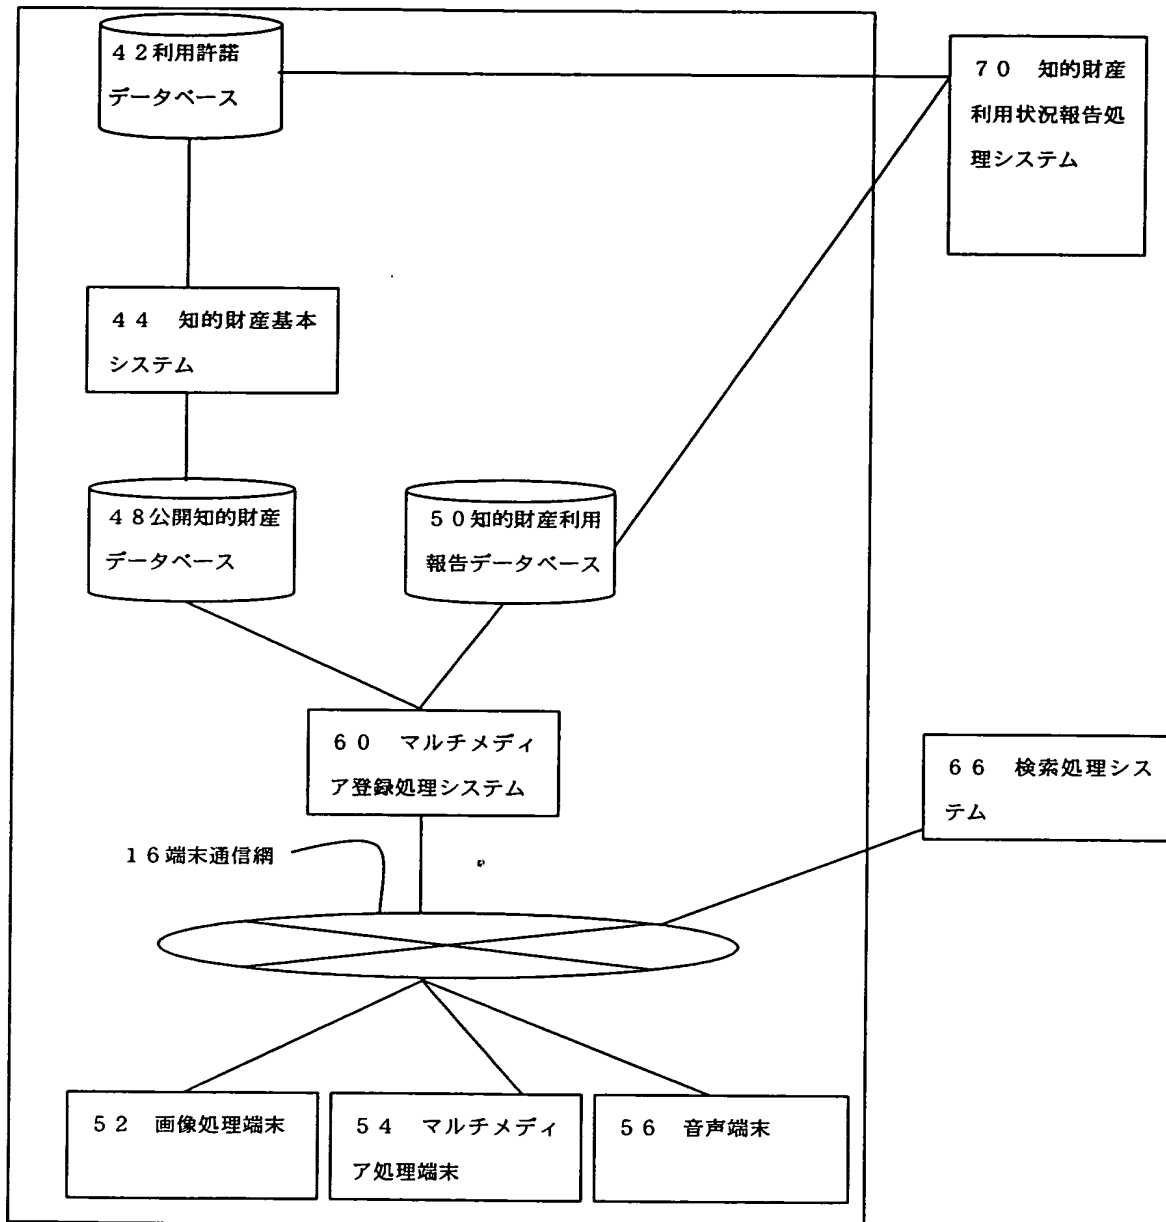 ４２利用許諾
データベース
７０　知的財産
利用状況報告処
理システム
４４　知的財産基本
システム
４８公開知的財産
データベース
５０知的財産利用
報告データベース
６０　マルチメディ
ア登録処理システム
６６　検索処理シス
テム
１６端末通信網
５２　画像処理端末
５４　マルチメディ
ア処理端末
５６　音声端末